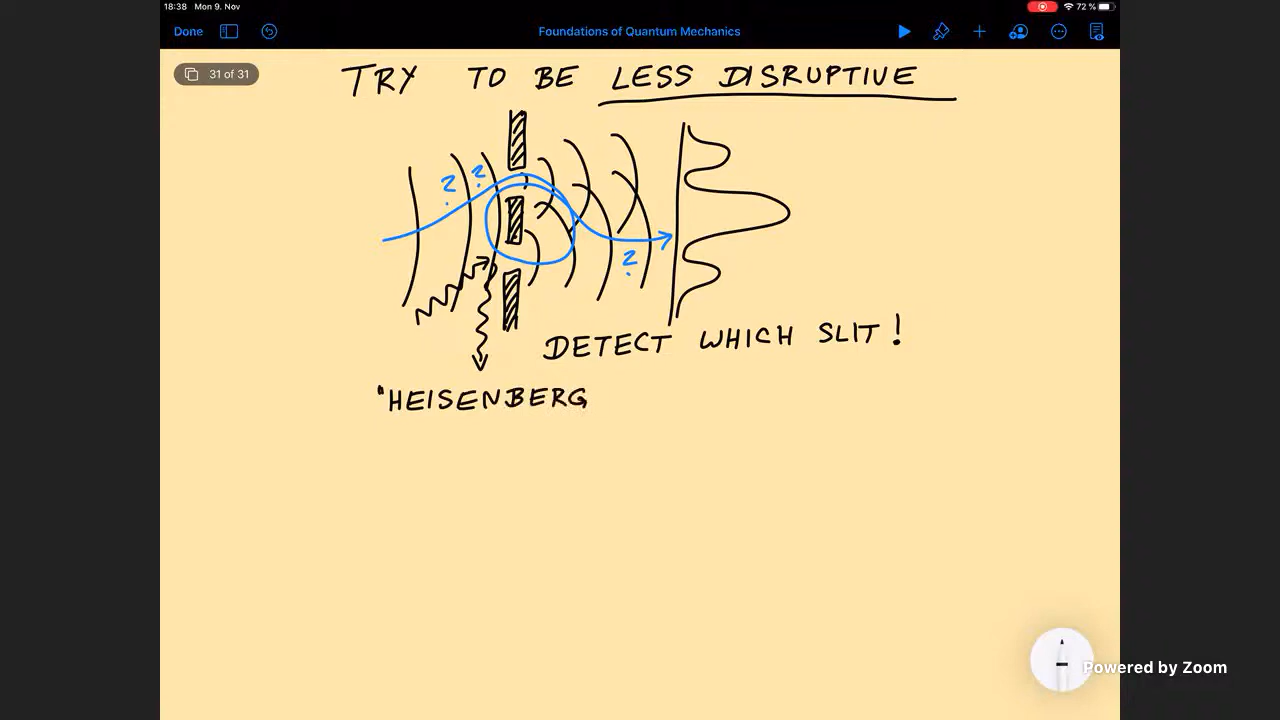 18:38 Mon 9. Nov
72 %
Done
Foundations of Quantum Mechanics
31 of 31
TRY TO BE LESS DISRUPTIVE
? ?
?
DETECT WHICH SLIT!
"HEISENBERG
Powered by Zoom